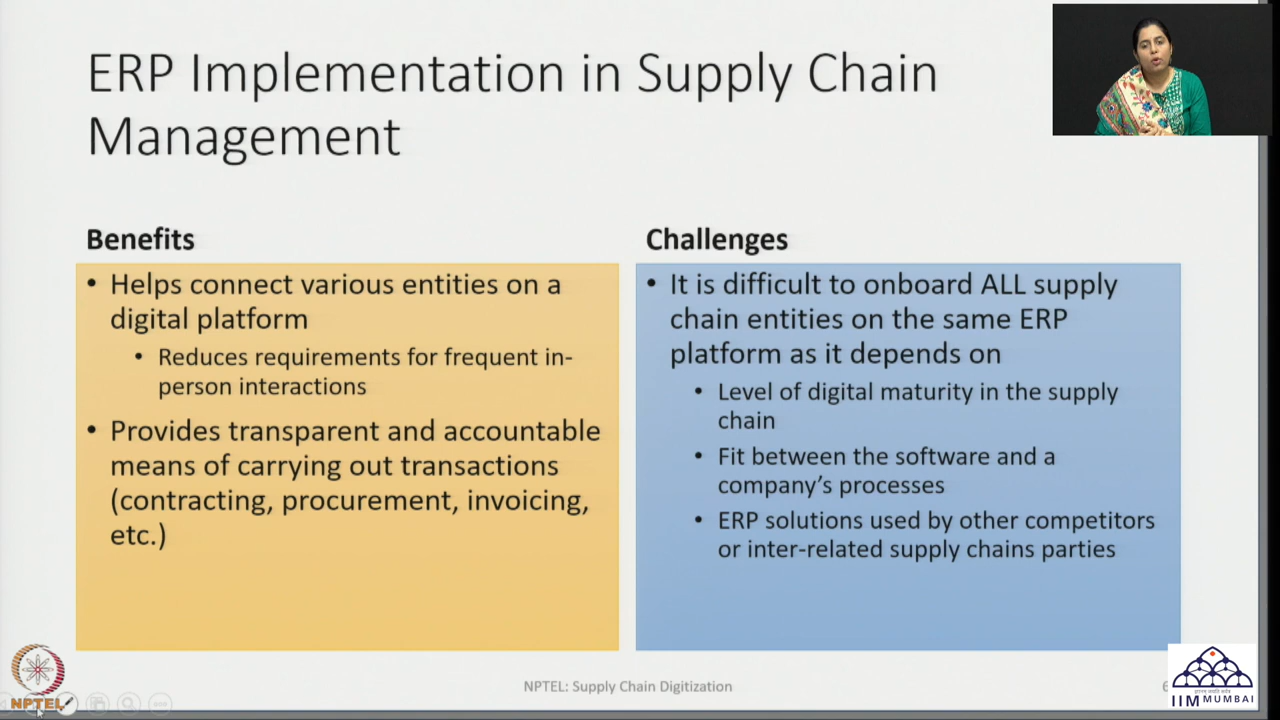 ERP Implementation in Supply Chain
Management
Benefits
• Helps connect various entities on a
digital platform
• Reduces requirements for frequent in-
person interactions
• Provides transparent and accountable
means of carrying out transactions
(contracting, procurement, invoicing,
etc.)
Challenges
• It is difficult to onboard ALL supply
chain entities on the same ERP
platform as it depends on
• Level of digital maturity in the supply
chain
• Fit between the software and a
company's processes
• ERP solutions used by other competitors
or inter-related supply chains parties
NPTEL
NPTEL: Supply Chain Digitization
IIM MUMBAI